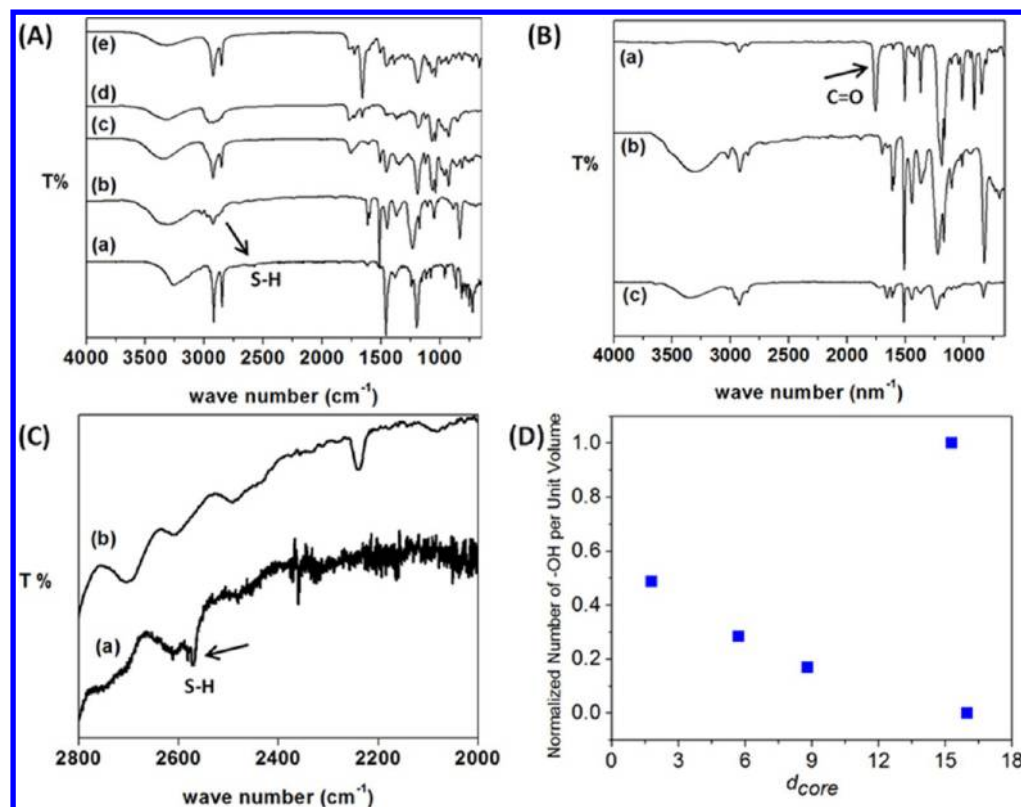 (A)
(e)
(d)
(c)
(b)
(a)
T%
S-H
4000 3500 3000 2500 2000 1500 1000
wave number (cm⁻¹)
(B)
(a)
C=O
(b)
T%
(c)
4000 3500 3000 2500 2000 1500 1000
wave number (nm⁻¹)
(C)
(b)
T %
(a)
S-H
2800 2600 2400 2200 2000
wave number (cm⁻¹)
(D)
Normalized Number of -OH per Unit Volume
1.0
0.8
0.6
0.4
0.2
0.0
0 3 6 9 12 15 18
dcore